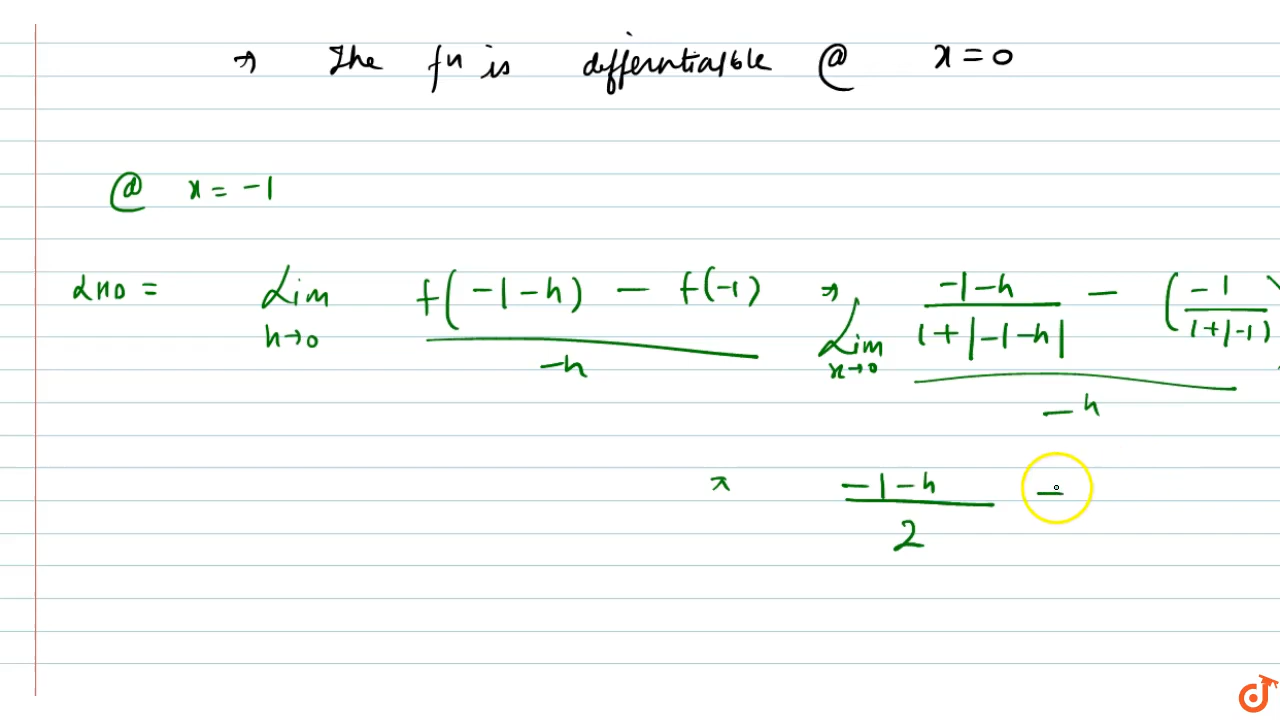 → The fn is differntiable @ x = 0
@ x = -1
LHD = Lim h→0 f(-1-h) - f(-1) / -h → Lim x→0 (-1-h / 1+|-1-h| - (-1 / 1+|-1|)) / -h
-1-h / 2 -